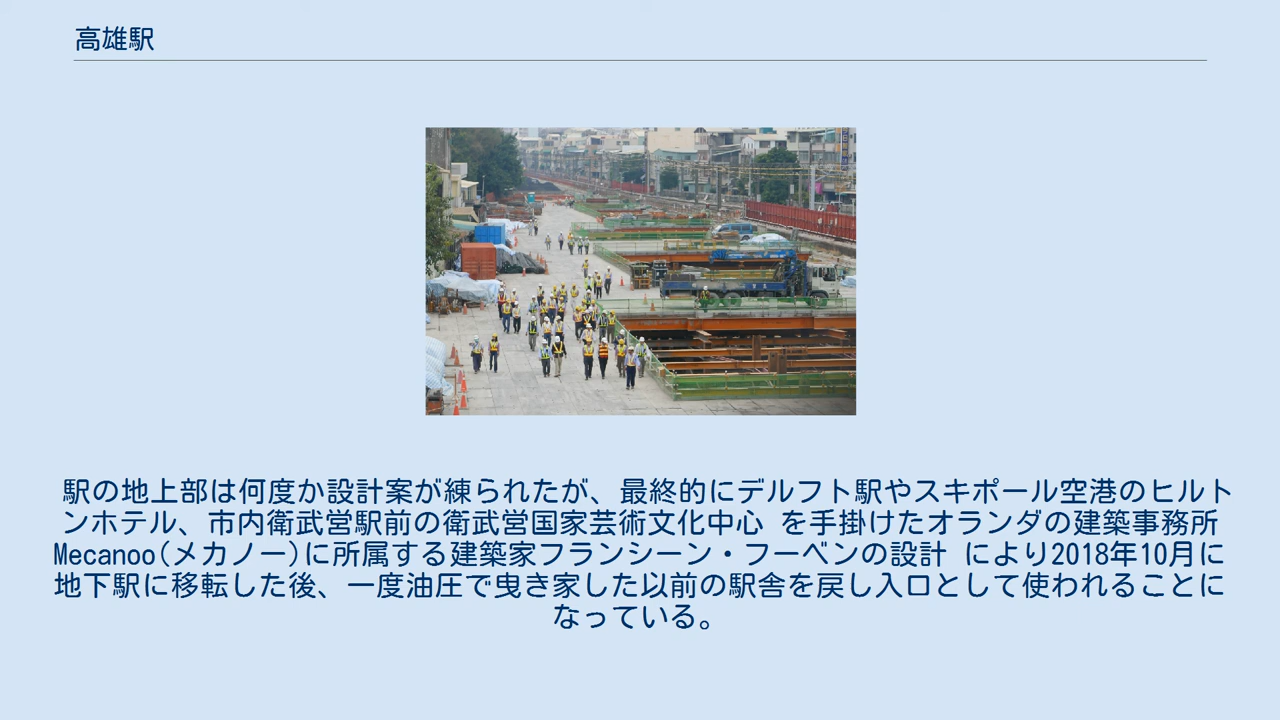 高雄駅
駅の地上部は何度か設計案が練られたが、最終的にデルフト駅やスキポール空港のヒルト
ンホテル、市内衛武営駅前の衛武営国家芸術文化中心 を手掛けたオランダの建築事務所
Mecanoo(メカノー)に所属する建築家フランシーン・フーベンの設計 により2018年10月に
地下駅に移転した後、一度油圧で曳き家した以前の駅舎を戻し入口として使われることに
なっている。